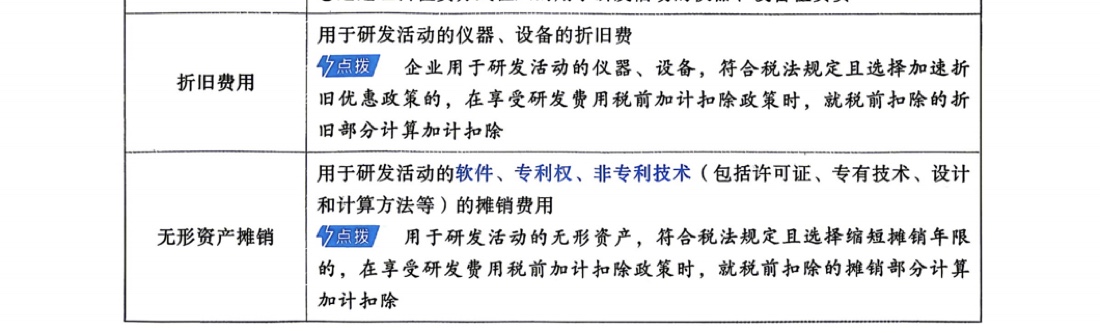 折旧费用
用于研发活动的仪器、设备的折旧费
点拨 企业用于研发活动的仪器、设备，符合税法规定且选择加速折
旧优惠政策的，在享受研发费用税前加计扣除政策时，就税前扣除的折
旧部分计算加计扣除
无形资产摊销
用于研发活动的软件、专利权、非专利技术（包括许可证、专有技术、设计
和计算方法等）的摊销费用
点拨 用于研发活动的无形资产，符合税法规定且选择缩短摊销年限
的，在享受研发费用税前加计扣除政策时，就税前扣除的摊销部分计算
加计扣除